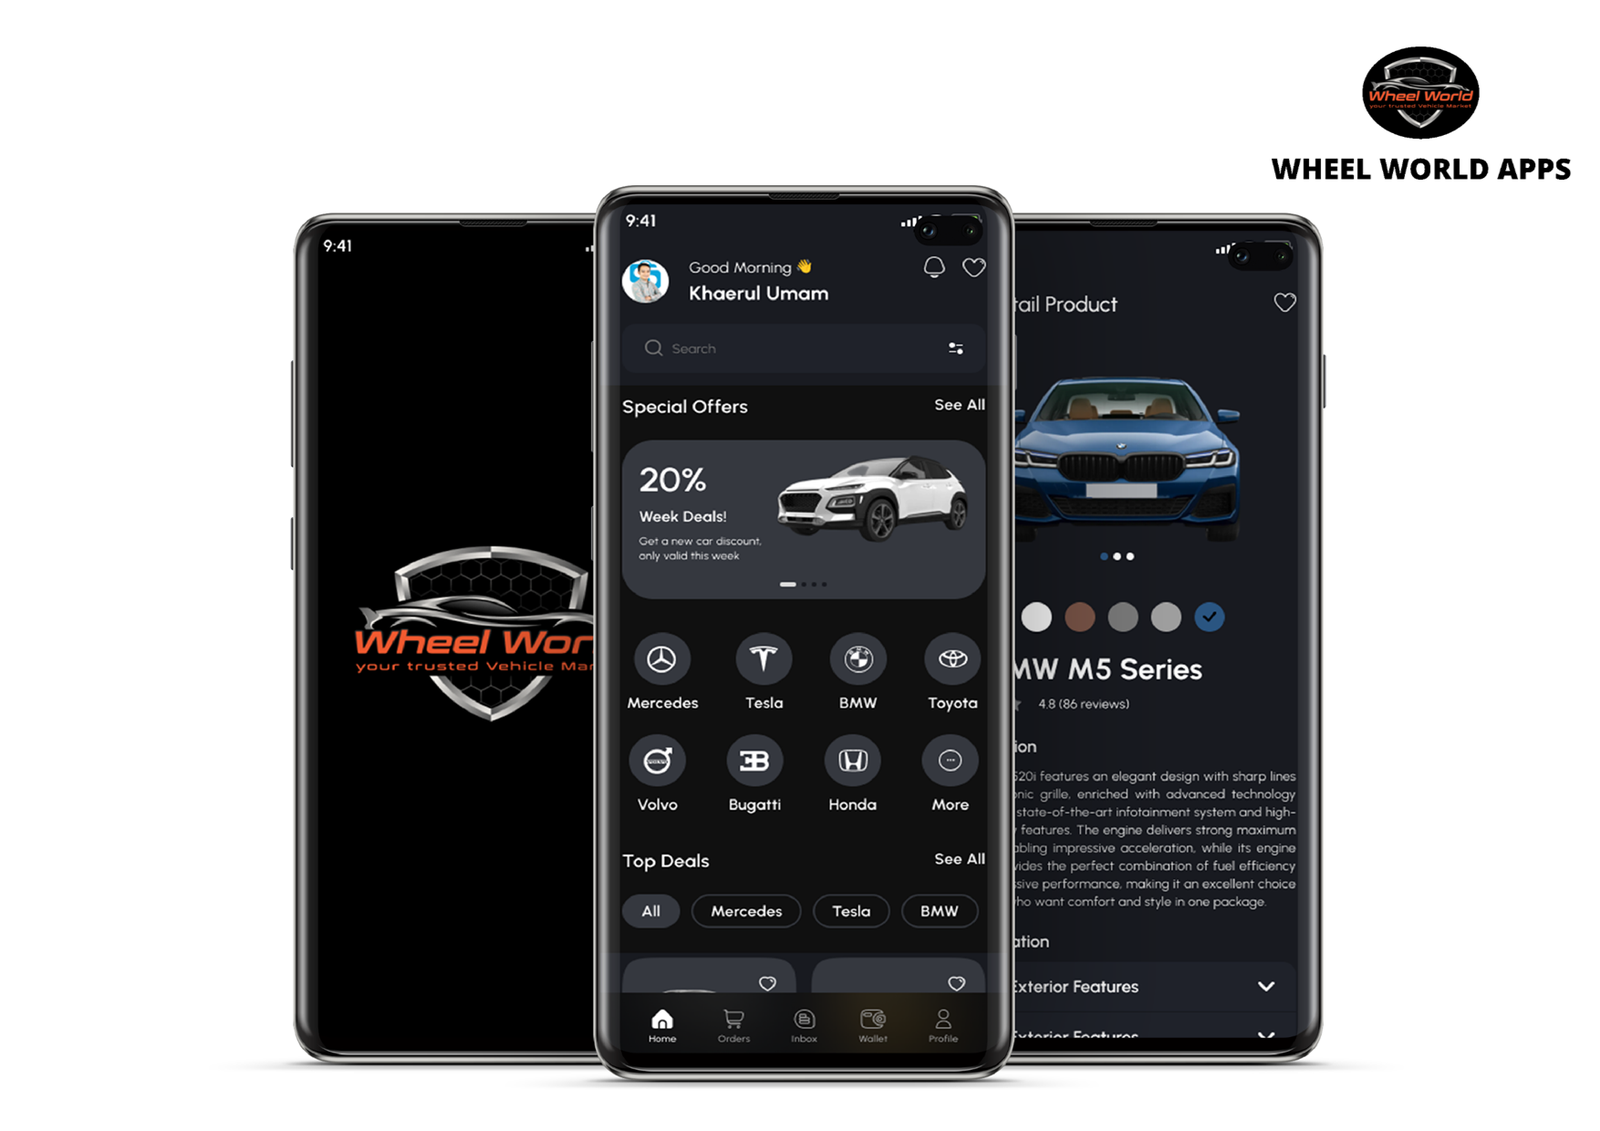 Wheel World
your trusted Vehicle Market
WHEEL WORLD APPS
9:41
Wheel Wor
your trusted Vehicle Mar
9:41
Good Morning 👋
Khaerul Umam
Search
Special Offers
See All
20%
Week Deals!
Get a new car discount,
only valid this week
Mercedes
Tesla
BMW
Toyota
Volvo
Bugatti
Honda
More
Top Deals
See All
All
Mercedes
Tesla
BMW
Home
Orders
Inbox
Wallet
Profile
tail Product
MW M5 Series
4.8 (86 reviews)
ion
520i features an elegant design with sharp lines
onic grille, enriched with advanced technology
state-of-the-art infotainment system and high-
features. The engine delivers strong maximum
abling impressive acceleration, while its engine
vides the perfect combination of fuel efficiency
ssive performance, making it an excellent choice
who want comfort and style in one package.
ation
Exterior Features
Exterior Features